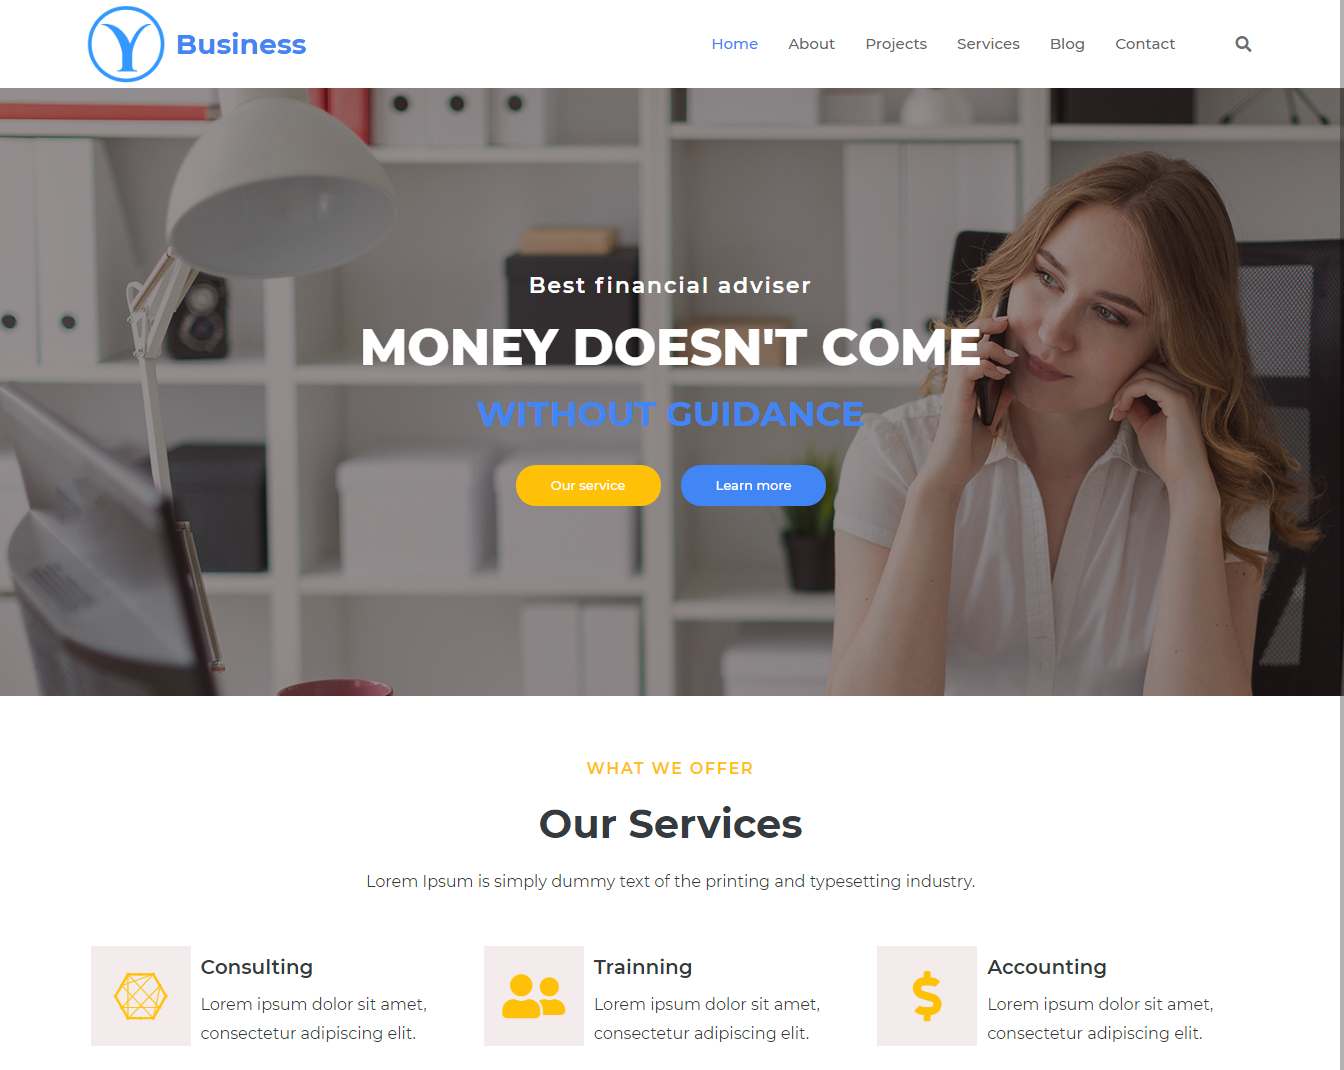 Y Business
Home About Projects Services Blog Contact
Best financial adviser
MONEY DOESN'T COME
WITHOUT GUIDANCE
Our service Learn more
WHAT WE OFFER
Our Services
Lorem Ipsum is simply dummy text of the printing and typesetting industry.
Consulting
Lorem ipsum dolor sit amet,
consectetur adipiscing elit.
Trainning
Lorem ipsum dolor sit amet,
consectetur adipiscing elit.
Accounting
Lorem ipsum dolor sit amet,
consectetur adipiscing elit.